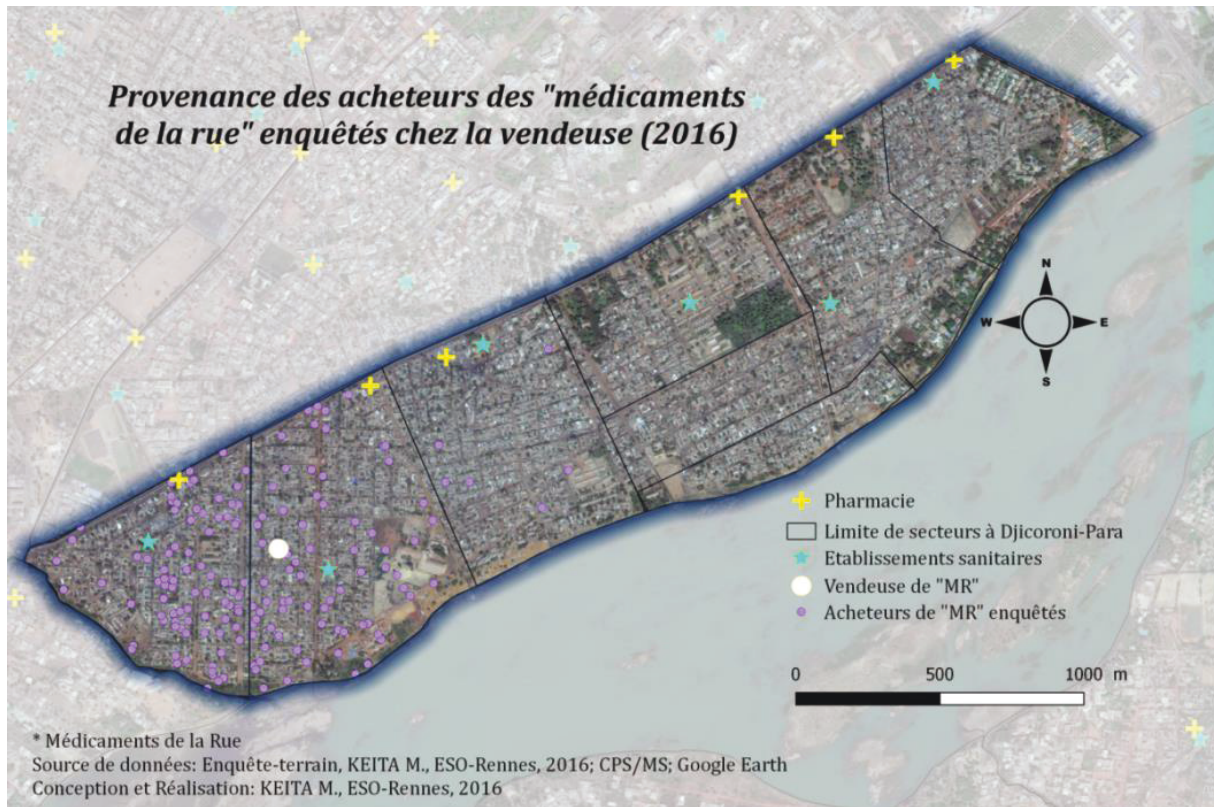 Provenance des acheteurs des "médicaments
de la rue" enquêtés chez la vendeuse (2016)
N
W
E
S
Pharmacie
Limite de secteurs à Djicoroni-Para
Etablissements sanitaires
Vendeuse de "MR"
Acheteurs de "MR" enquêtés
0 500 1000 m
* Médicaments de la Rue
Source de données: Enquête-terrain, KEITA M., ESO-Rennes, 2016; CPS/MS; Google Earth
Conception et Réalisation: KEITA M., ESO-Rennes, 2016